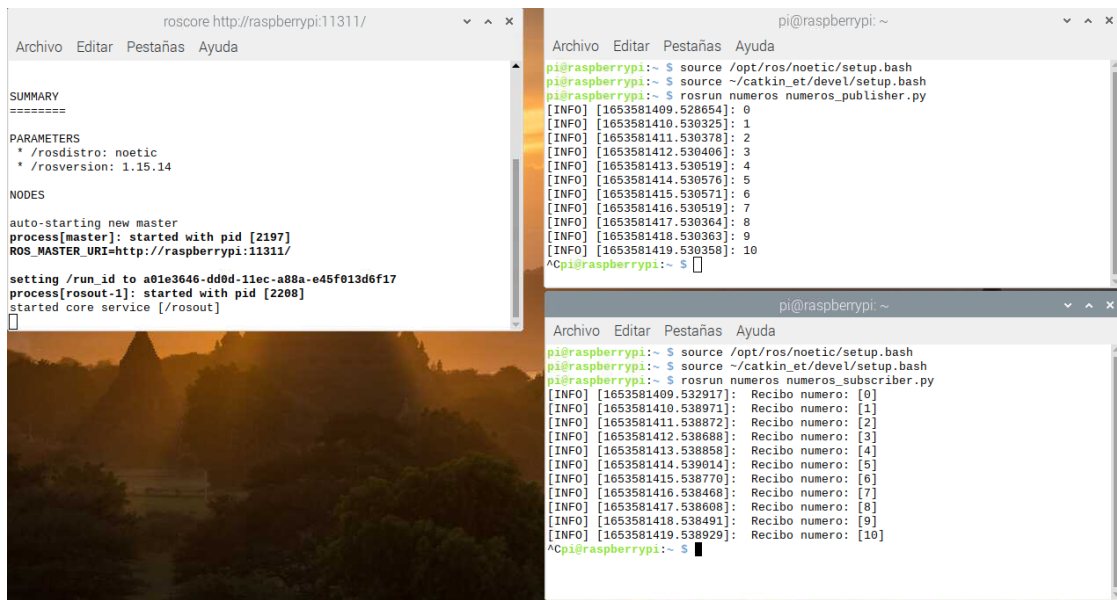 roscore http://raspberrypi:11311/
Archivo Editar Pestañas Ayuda
SUMMARY
========
PARAMETERS
* /rosdistro: noetic
* /rosversion: 1.15.14
NODES
auto-starting new master
process[master]: started with pid [2197]
ROS_MASTER_URI=http://raspberrypi:11311/
setting /run_id to a01e3646-dd0d-11ec-a88a-e45f013d6f17
process[rosout-1]: started with pid [2208]
started core service [/rosout]
pi@raspberrypi: ~
Archivo Editar Pestañas Ayuda
pi@raspberrypi:~ $ source /opt/ros/noetic/setup.bash
pi@raspberrypi:~ $ source ~/catkin_et/devel/setup.bash
pi@raspberrypi:~ $ rosrun numeros numeros_publisher.py
[INFO] [1653581409.528654]: 0
[INFO] [1653581410.530325]: 1
[INFO] [1653581411.530378]: 2
[INFO] [1653581412.530406]: 3
[INFO] [1653581413.530519]: 4
[INFO] [1653581414.530576]: 5
[INFO] [1653581415.530571]: 6
[INFO] [1653581416.530519]: 7
[INFO] [1653581417.530364]: 8
[INFO] [1653581418.530363]: 9
[INFO] [1653581419.530358]: 10
^Cpi@raspberrypi:~ $
pi@raspberrypi: ~
Archivo Editar Pestañas Ayuda
pi@raspberrypi:~ $ source /opt/ros/noetic/setup.bash
pi@raspberrypi:~ $ source ~/catkin_et/devel/setup.bash
pi@raspberrypi:~ $ rosrun numeros numeros_subscriber.py
[INFO] [1653581409.532917]: Recibo numero: [0]
[INFO] [1653581410.538971]: Recibo numero: [1]
[INFO] [1653581411.538872]: Recibo numero: [2]
[INFO] [1653581412.538688]: Recibo numero: [3]
[INFO] [1653581413.538858]: Recibo numero: [4]
[INFO] [1653581414.539014]: Recibo numero: [5]
[INFO] [1653581415.538770]: Recibo numero: [6]
[INFO] [1653581416.538468]: Recibo numero: [7]
[INFO] [1653581417.538608]: Recibo numero: [8]
[INFO] [1653581418.538491]: Recibo numero: [9]
[INFO] [1653581419.538929]: Recibo numero: [10]
^Cpi@raspberrypi:~ $